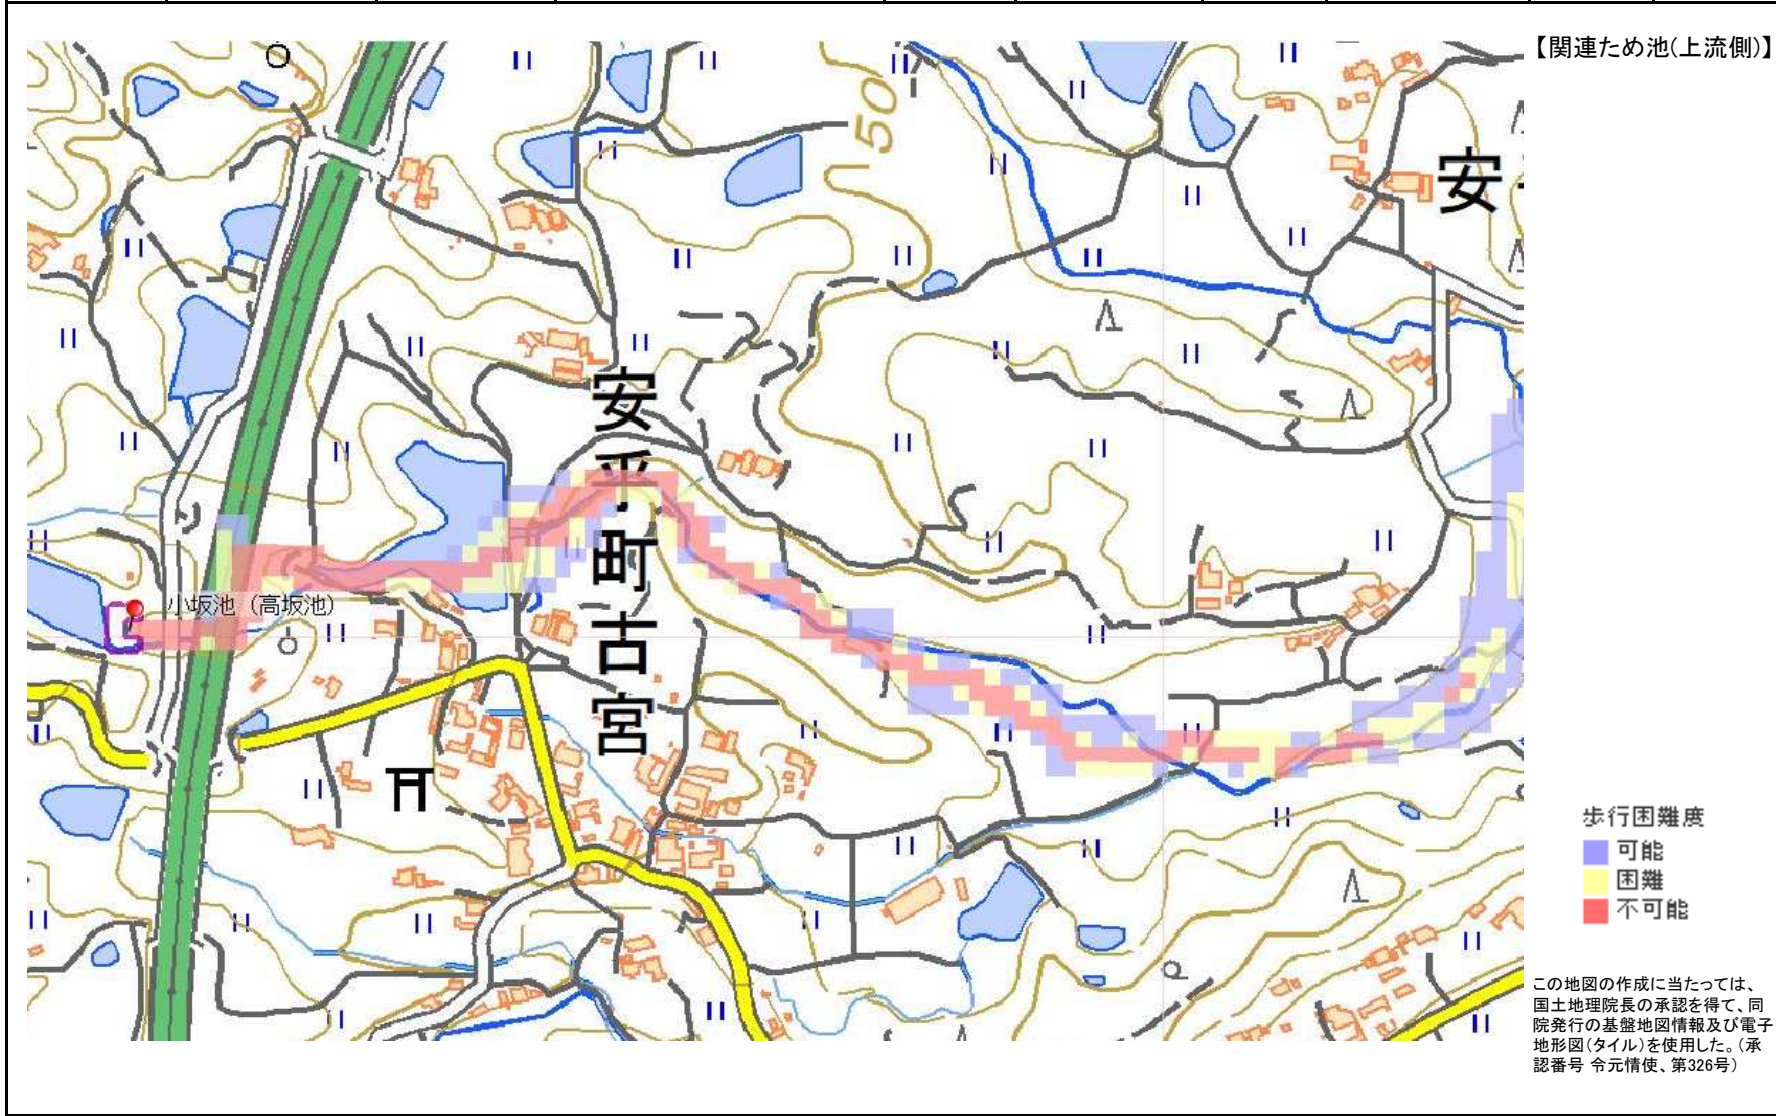 【関連ため池(上流側)】
50
安
安乎町古宮
小坂池（高坂池）
歩行困難度
可能
困難
不可能
この地図の作成に当たっては、
国土地理院長の承認を得て、同
院発行の基盤地図情報及び電子
地形図(タイル)を使用した。(承
認番号 令元情使、第326号)